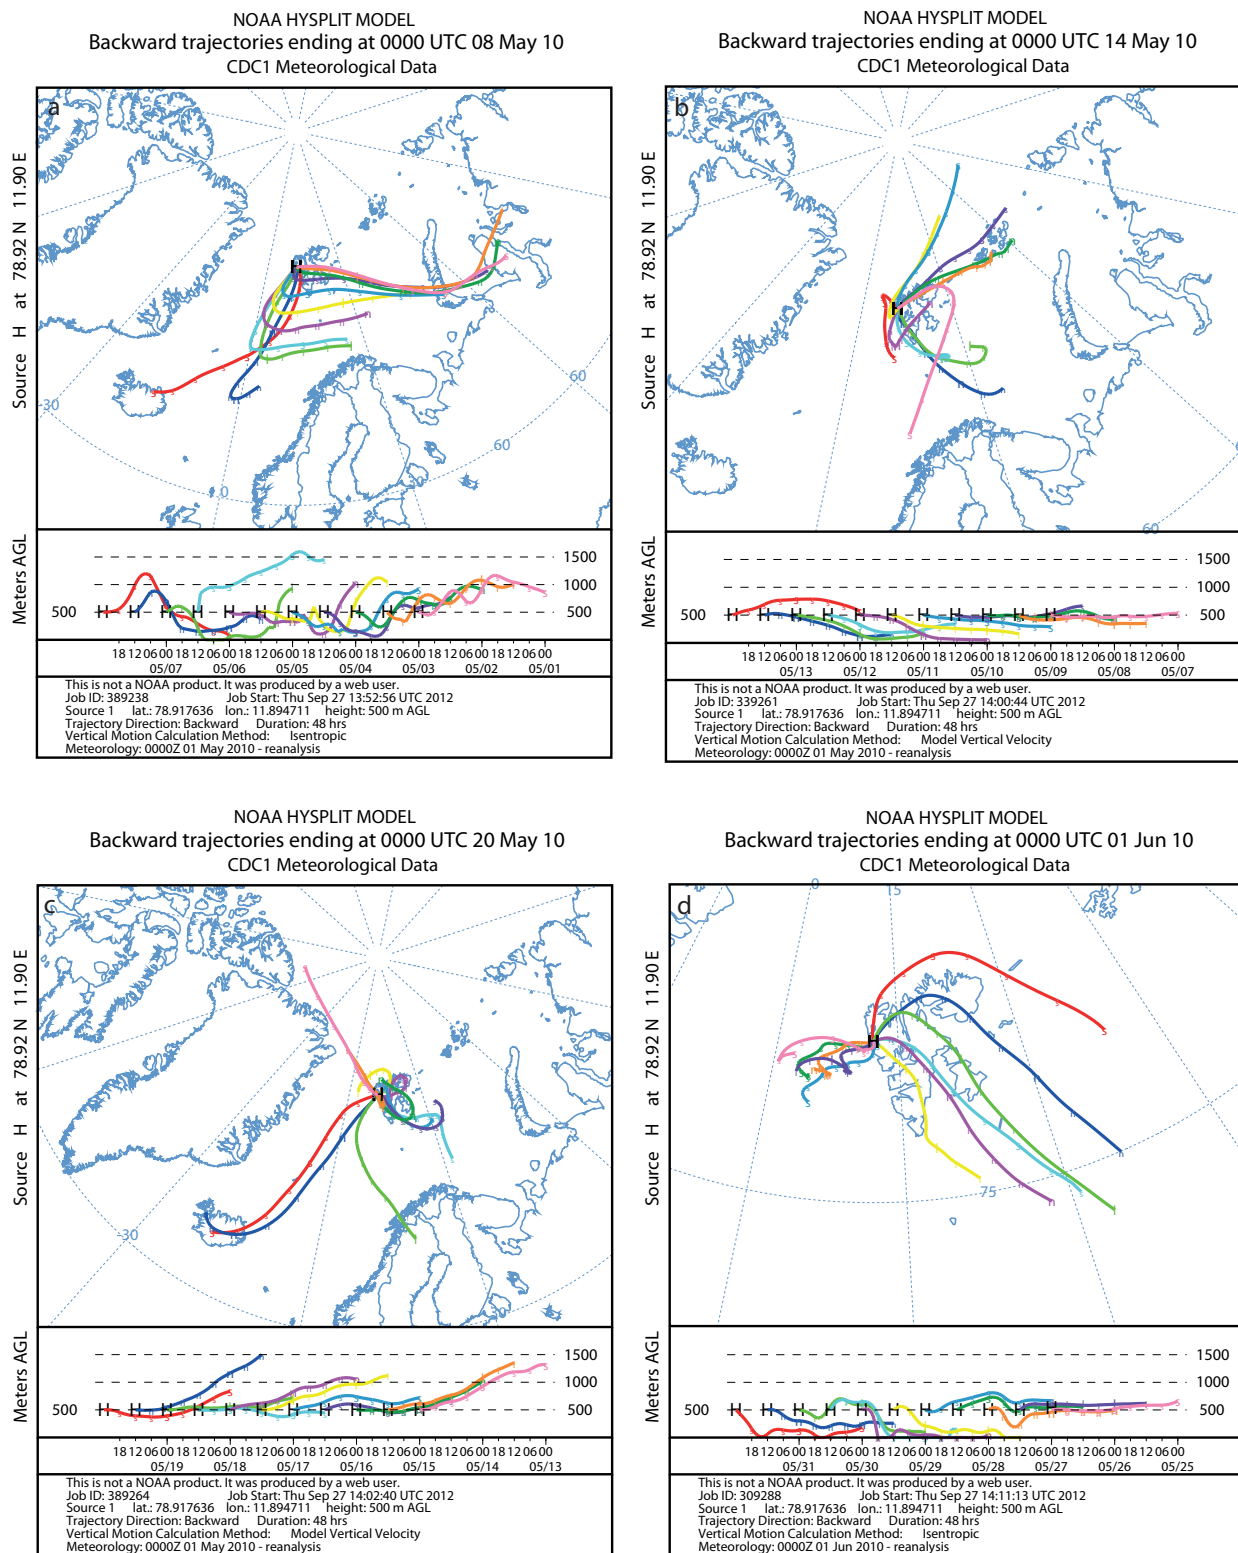 NOAA HYSPLIT MODEL
Backward trajectories ending at 0000 UTC 08 May 10
CDC1 Meteorological Data
a
Source H at 78.92 N 11.90 E
-30
0
60
60
Meters AGL
1500
1000
500
500
18 12 06 00 18 12 06 00 18 12 06 00 18 12 06 00 18 12 06 00 18 12 06 00 18 12 06 00
05/07 05/06 05/05 05/04 05/03 05/02 05/01
This is not a NOAA product. It was produced by a web user.
Job ID: 389238 Job Start: Thu Sep 27 13:52:56 UTC 2012
Source 1 lat.: 78.917636 lon.: 11.894711 height: 500 m AGL
Trajectory Direction: Backward Duration: 48 hrs
Vertical Motion Calculation Method: Isentropic
Meteorology: 0000Z 01 May 2010 - reanalysis
NOAA HYSPLIT MODEL
Backward trajectories ending at 0000 UTC 14 May 10
CDC1 Meteorological Data
b
Source H at 78.92 N 11.90 E
60
Meters AGL
1500
1000
500
500
18 12 06 00 18 12 06 00 18 12 06 00 18 12 06 00 18 12 06 00 18 12 06 00 18 12 06 00
05/13 05/12 05/11 05/10 05/09 05/08 05/07
This is not a NOAA product. It was produced by a web user.
Job ID: 339261 Job Start: Thu Sep 27 14:00:44 UTC 2012
Source 1 lat.: 78.917636 lon.: 11.894711 height: 500 m AGL
Trajectory Direction: Backward Duration: 48 hrs
Vertical Motion Calculation Method: Model Vertical Velocity
Meteorology: 0000Z 01 May 2010 - reanalysis
NOAA HYSPLIT MODEL
Backward trajectories ending at 0000 UTC 20 May 10
CDC1 Meteorological Data
c
Source H at 78.92 N 11.90 E
-30
Meters AGL
1500
1000
500
500
18 12 06 00 18 12 06 00 18 12 06 00 18 12 06 00 18 12 06 00 18 12 06 00 18 12 06 00
05/19 05/18 05/17 05/16 05/15 05/14 05/13
This is not a NOAA product. It was produced by a web user.
Job ID: 389264 Job Start: Thu Sep 27 14:02:40 UTC 2012
Source 1 lat.: 78.917636 lon.: 11.894711 height: 500 m AGL
Trajectory Direction: Backward Duration: 48 hrs
Vertical Motion Calculation Method: Model Vertical Velocity
Meteorology: 0000Z 01 May 2010 - reanalysis
NOAA HYSPLIT MODEL
Backward trajectories ending at 0000 UTC 01 Jun 10
CDC1 Meteorological Data
d
0 15
Source H at 78.92 N 11.90 E
75
Meters AGL
1500
1000
500
500
18 12 06 00 18 12 06 00 18 12 06 00 18 12 06 00 18 12 06 00 18 12 06 00 18 12 06 00
05/31 05/30 05/29 05/28 05/27 05/26 05/25
This is not a NOAA product. It was produced by a web user.
Job ID: 309288 Job Start: Thu Sep 27 14:11:13 UTC 2012
Source 1 lat.: 78.917636 lon.: 11.894711 height: 500 m AGL
Trajectory Direction: Backward Duration: 48 hrs
Vertical Motion Calculation Method: Isentropic
Meteorology: 0000Z 01 Jun 2010 - reanalysis